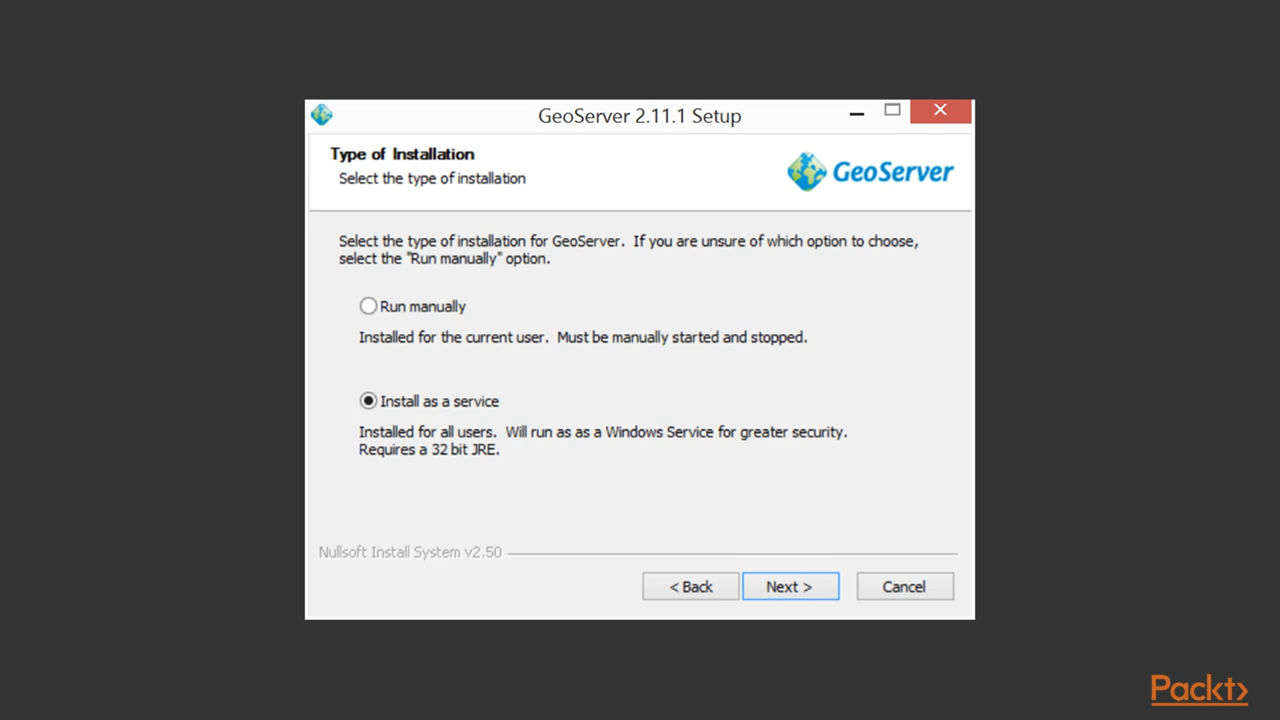 GeoServer 2.11.1 Setup
Type of Installation
Select the type of installation
GeoServer
Select the type of installation for GeoServer. If you are unsure of which option to choose,
select the "Run manually" option.
Run manually
Installed for the current user. Must be manually started and stopped.
Install as a service
Installed for all users. Will run as as a Windows Service for greater security.
Requires a 32 bit JRE.
Nullsoft Install System v2.50
< Back Next > Cancel
Packt>